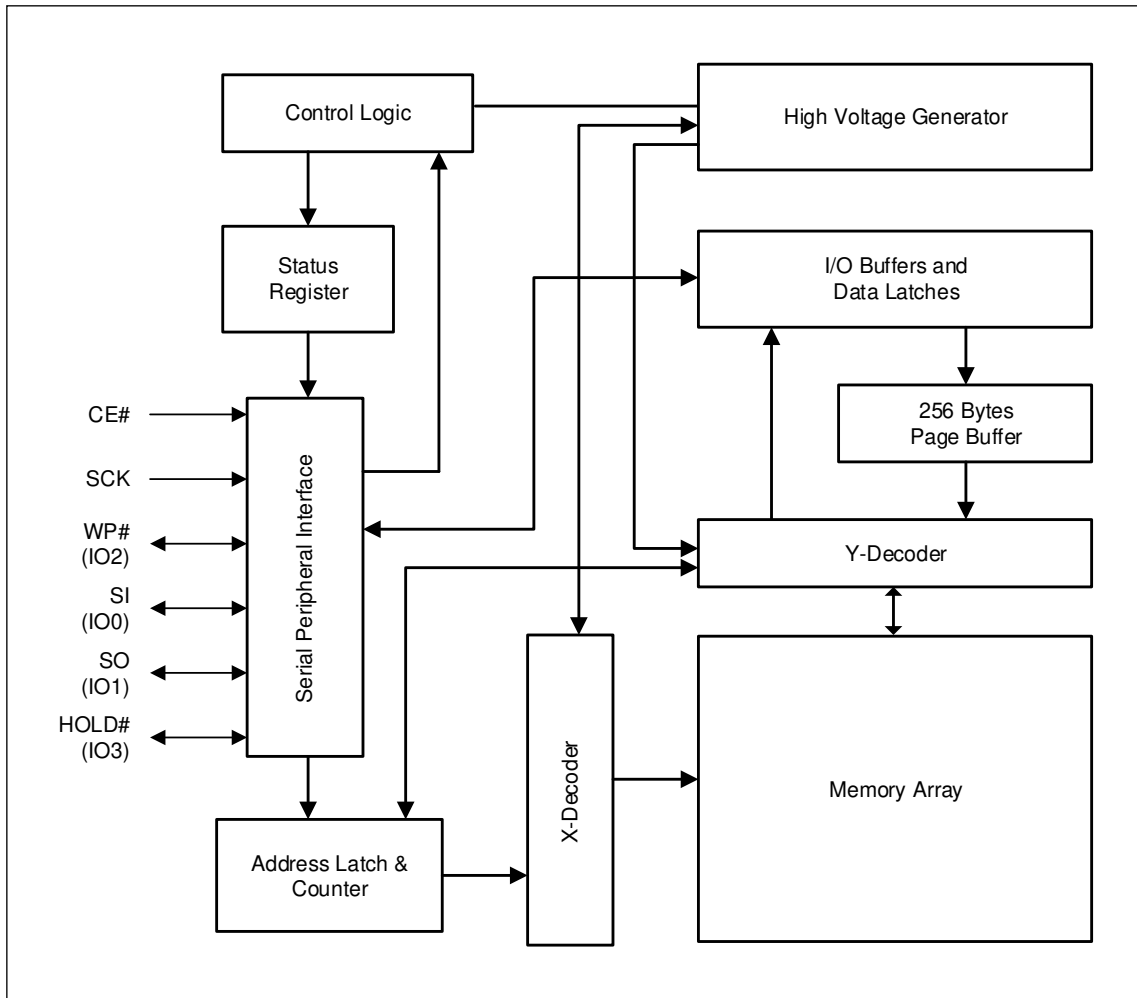 Control Logic
High Voltage Generator
Status
Register
I/O Buffers and
Data Latches
256 Bytes
Page Buffer
CE#
SCK
WP#
(IO2)
SI
(IO0)
SO
(IO1)
HOLD#
(IO3)
Serial Peripheral Interface
Y-Decoder
X-Decoder
Memory Array
Address Latch &
Counter